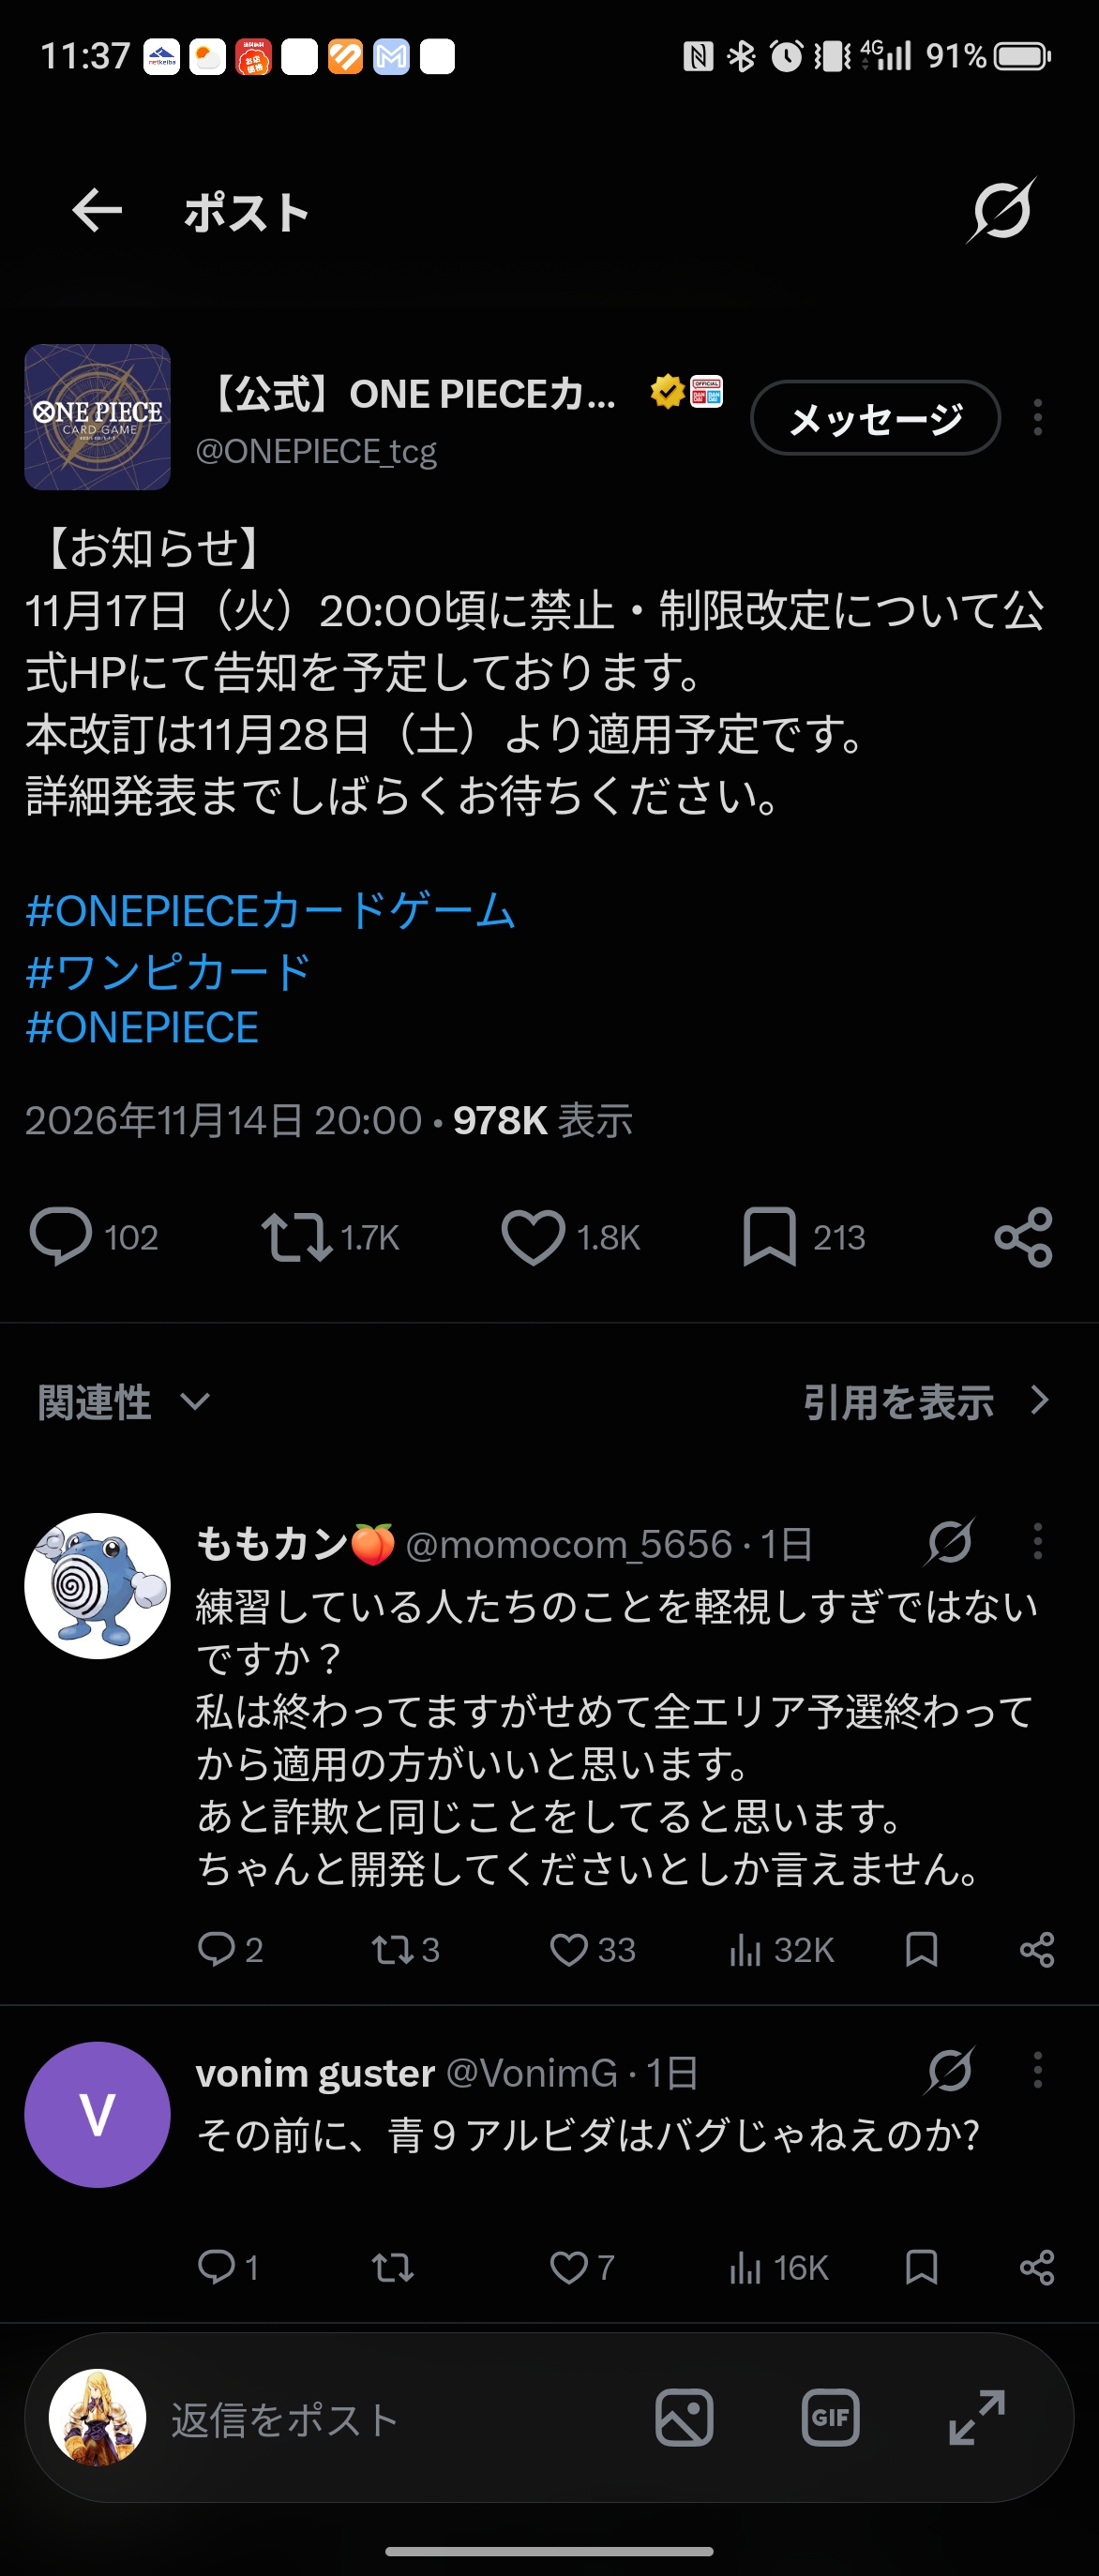 11:37
netkeiba
お店
4G
91%
ポスト
ONE PIECE
CARD GAME
【公式】ONE PIECEカ...
OFFICIAL
BAN
DAI
BAN
DAI
メッセージ
@ONEPIECE_tcg
【お知らせ】
11月17日（火）20:00頃に禁止・制限改定について公
式HPにて告知を予定しております。
本改訂は11月28日（土）より適用予定です。
詳細発表までしばらくお待ちください。
#ONEPIECEカードゲーム
#ワンピカード
#ONEPIECE
2026年11月14日 20:00 • 978K 表示
102 1.7K 1.8K 213
関連性
引用を表示
ももカン🍑 @momocom_5656 · 1日
練習している人たちのことを軽視しすぎではない
ですか？
私は終わってますがせめて全エリア予選終わって
から適用の方がいいと思います。
あと詐欺と同じことをしてると思います。
ちゃんと開発してくださいとしか言えません。
2 3 33 32K
V
vonim guster @VonimG · 1日
その前に、青９アルビダはバグじゃねえのか?
1 7 16K
返信をポスト
GIF